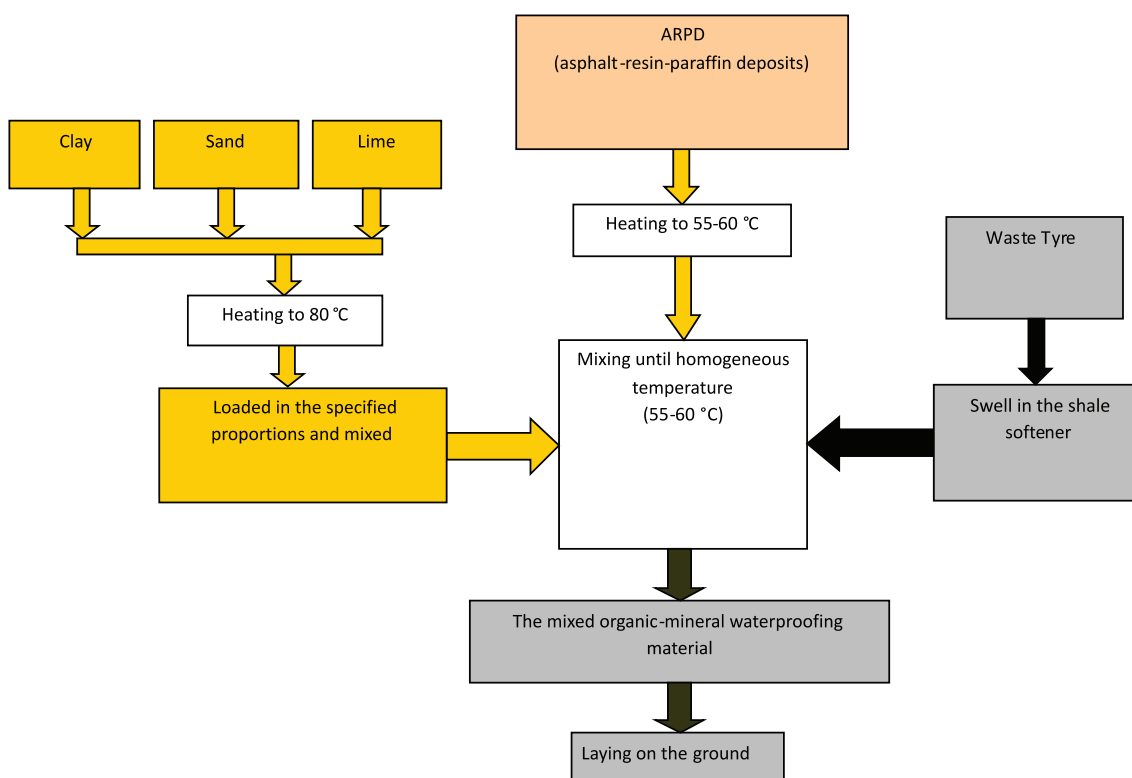 ARPD
(asphalt-resin-paraffin deposits)
Clay
Sand
Lime
Heating to 55-60 °C
Waste Tyre
Heating to 80 °C
Mixing until homogeneous
temperature
(55-60 °C)
Loaded in the specified
proportions and mixed
Swell in the shale
softener
The mixed organic-mineral waterproofing
material
Laying on the ground